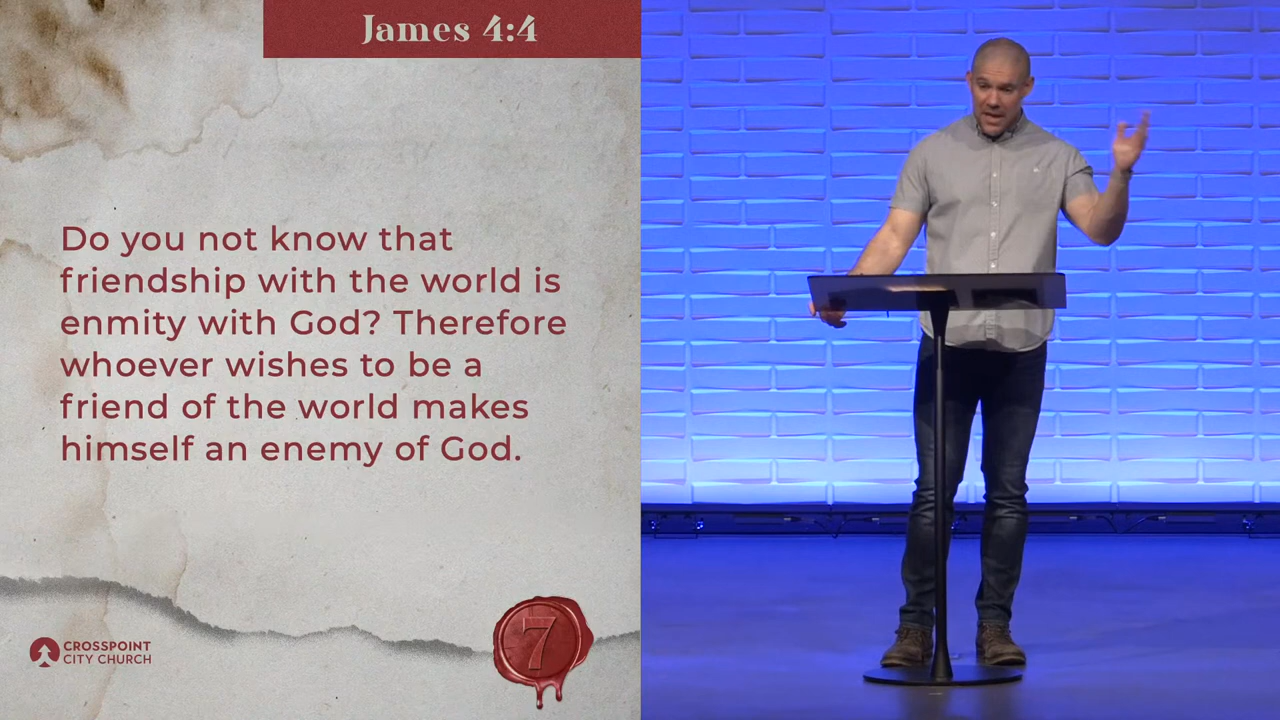 James 4:4
Do you not know that
friendship with the world is
enmity with God? Therefore
whoever wishes to be a
friend of the world makes
himself an enemy of God.
CROSSPOINT
CITY CHURCH
7